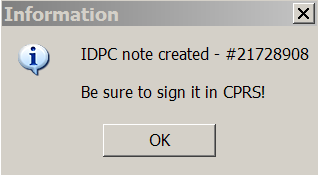 Information
IDPC note created - #21728908
Be sure to sign it in CPRS!
OK